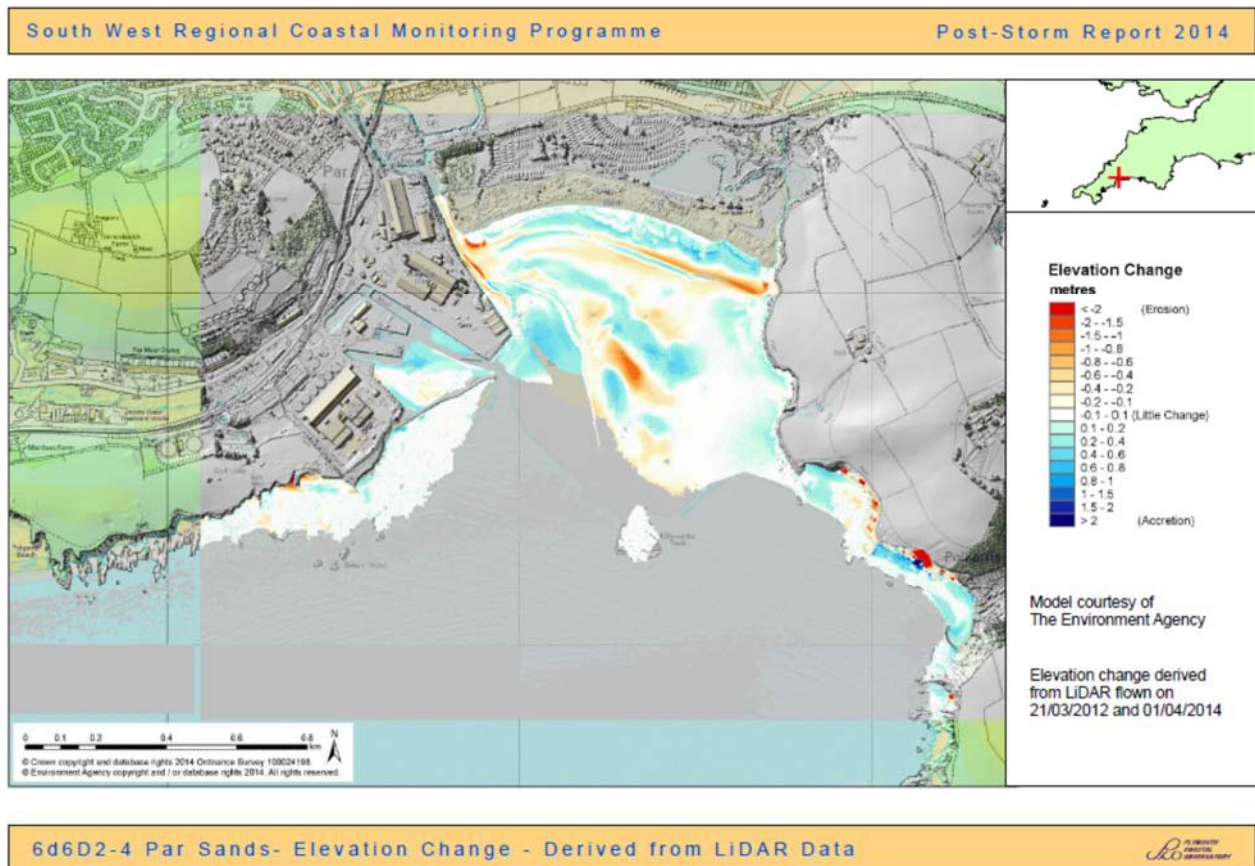 South West Regional Coastal Monitoring Programme
Post-Storm Report 2014
Par
Polkerris
Elevation Change
metres
< -2 (Erosion)
-2 - -1.5
-1.5 - -1
-1 - -0.8
-0.8 - -0.6
-0.6 - -0.4
-0.4 - -0.2
-0.2 - -0.1
-0.1 - 0.1 (Little Change)
0.1 - 0.2
0.2 - 0.4
0.4 - 0.6
0.6 - 0.8
0.8 - 1
1 - 1.5
1.5 - 2
> 2 (Accretion)
Model courtesy of
The Environment Agency
Elevation change derived
from LiDAR flown on
21/03/2012 and 01/04/2014
0 0.1 0.2 0.4 0.6 0.8
km
N
© Crown copyright and database rights 2014 Ordnance Survey 100024198.
© Environment Agency copyright and / or database rights 2014. All rights reserved.
6d6D2-4 Par Sands- Elevation Change - Derived from LiDAR Data
PLYMOUTH
COASTAL
OBSERVATORY